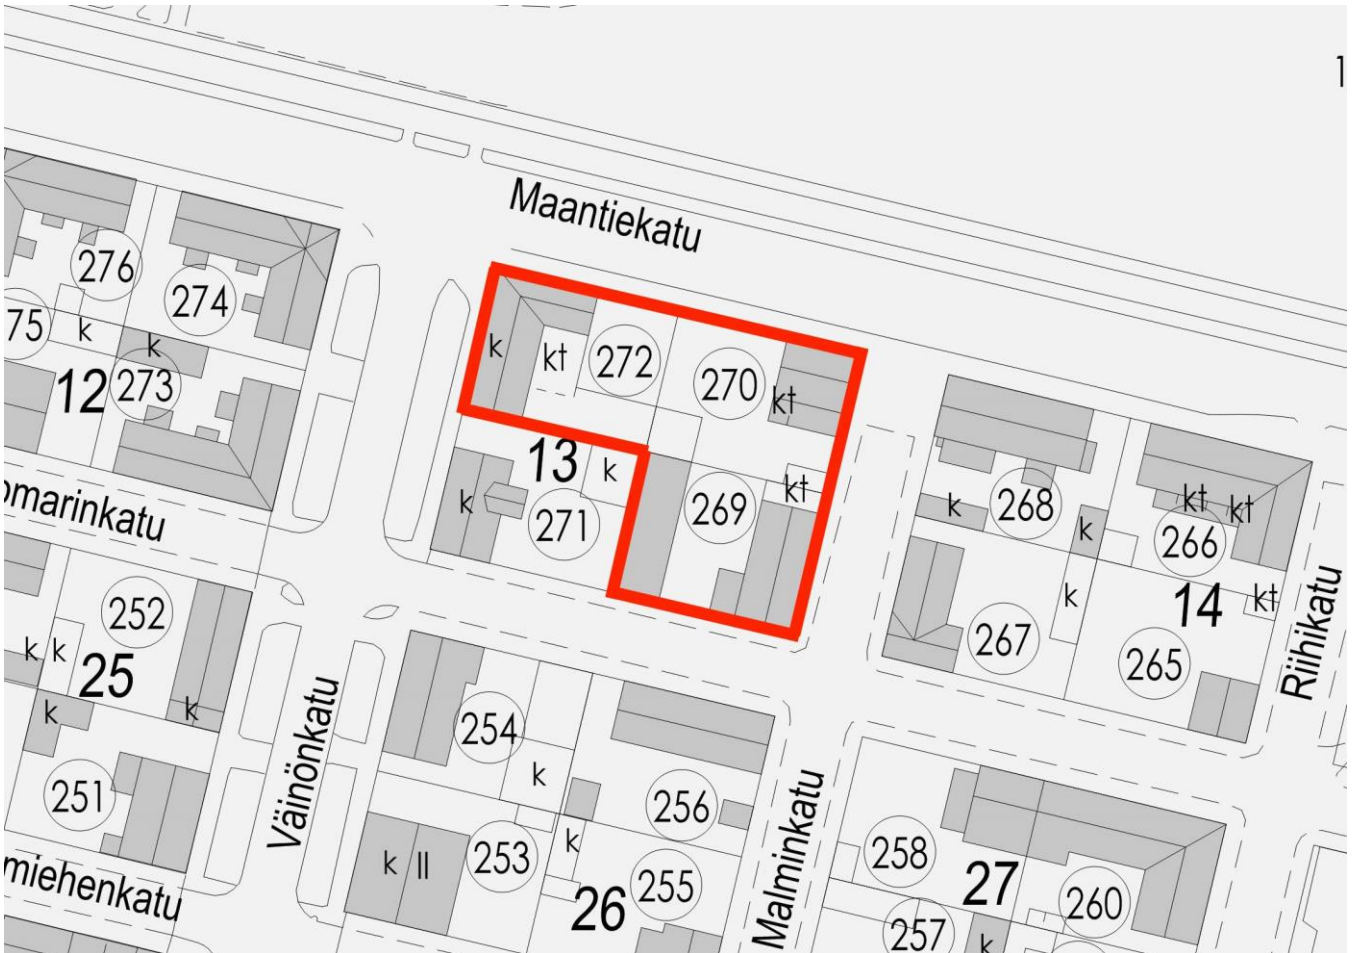 1
Maantiekatu
276
274
75
k
k
12
273
k
kt
272
270
kt
13
k
kt
k
271
269
omarinkatu
k
268
k
kt
kt
266
252
k
k
25
k
k
267
k
14
kt
265
Riihikatu
254
k
Väinönkatu
251
256
k
253
k II
258
miehenkatu
26
255
Malminkatu
27
260
257
k